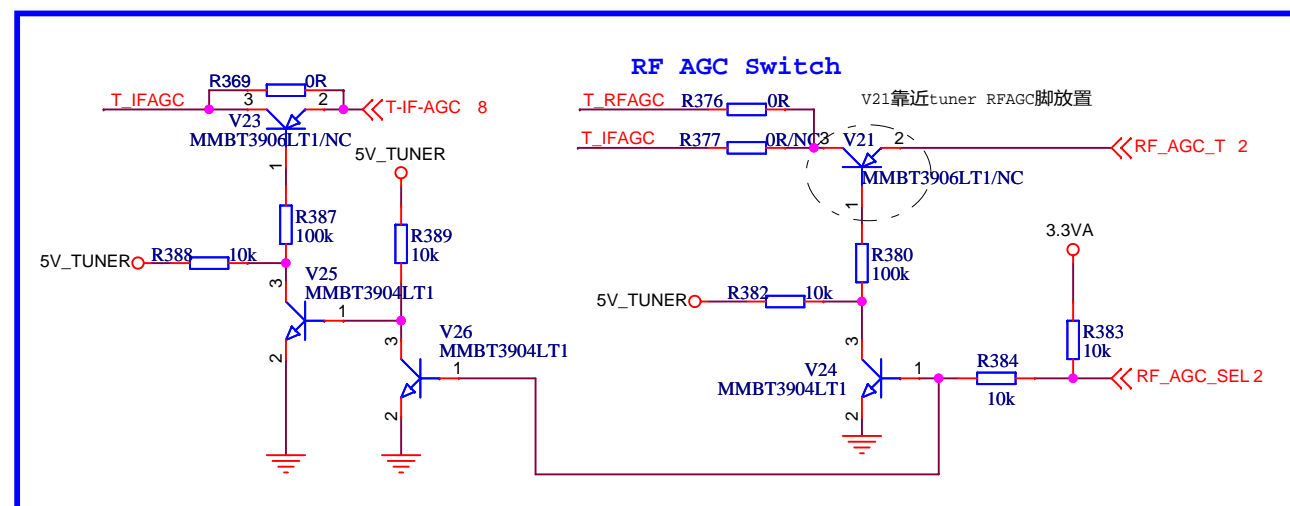 RF AGC Switch
R369 0R
T_IFAGC 3 2 T-IF-AGC 8
V23
MMBT3906LT1/NC
1
5V_TUNER
R387
100k
R389
10k
5V_TUNER R388 10k
3 V25
MMBT3904LT1
1
2
V26
3 MMBT3904LT1
1
2
T_RFAGC R376 0R
V21靠近tuner RFAGC脚放置
T_IFAGC R377 0R/NC 3 V21 2 RF_AGC_T 2
MMBT3906LT1/NC
1
3.3VA
R380
100k
5V_TUNER R382 10k
R383
10k
3
V24
MMBT3904LT1
1
2
R384
10k
RF_AGC_SEL 2